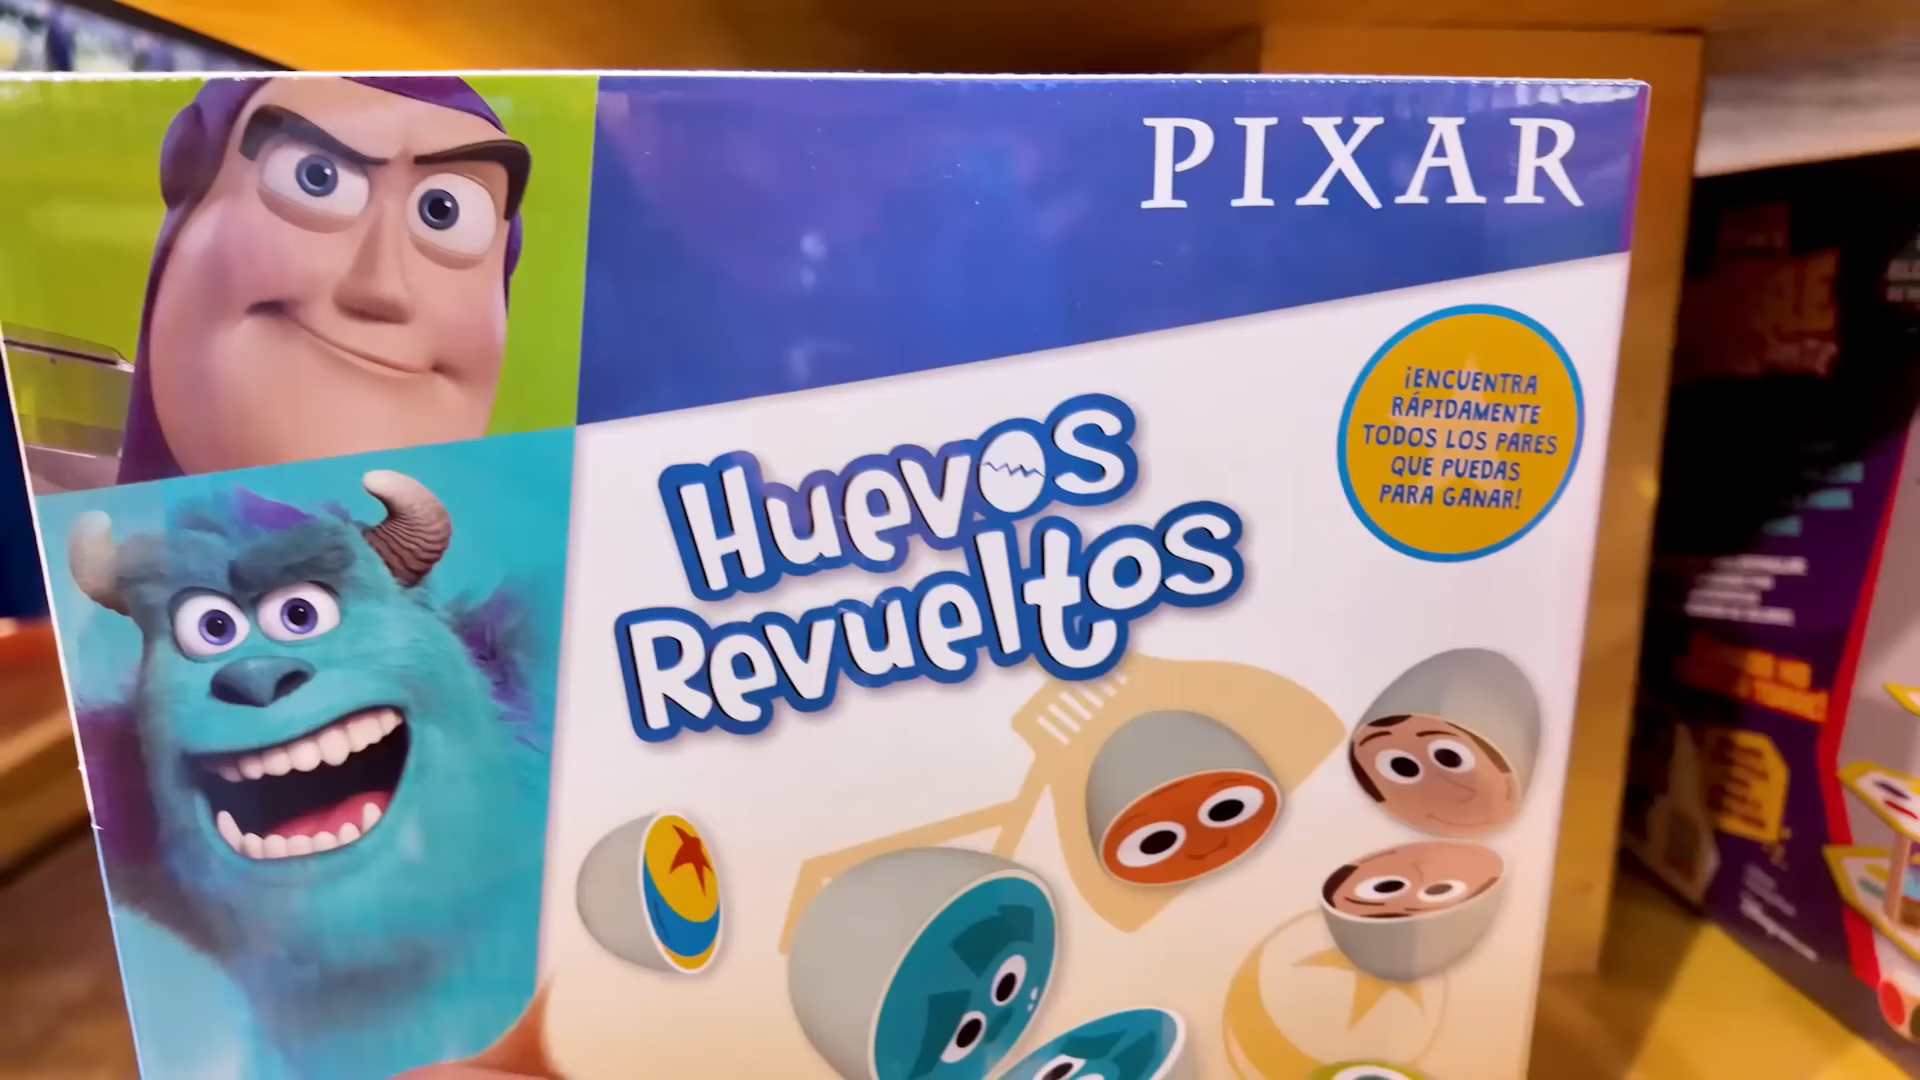 PIXAR
Huevos
Revueltos
¡ENCUENTRA
RÁPIDAMENTE
TODOS LOS PARES
QUE PUEDAS
PARA GANAR!